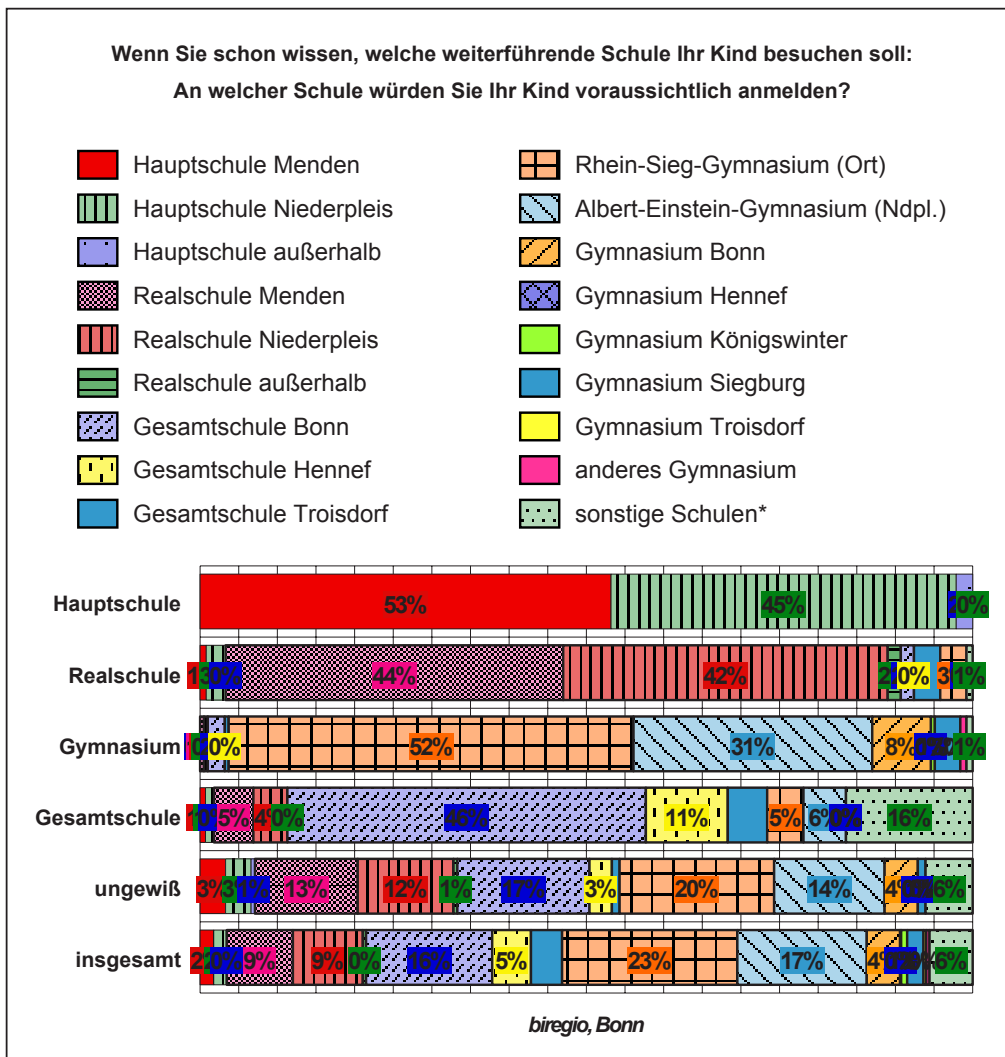 Wenn Sie schon wissen, welche weiterführende Schule Ihr Kind besuchen soll:
An welcher Schule würden Sie Ihr Kind voraussichtlich anmelden?
Hauptschule Menden
Hauptschule Niederpleis
Hauptschule außerhalb
Realschule Menden
Realschule Niederpleis
Realschule außerhalb
Gesamtschule Bonn
Gesamtschule Hennef
Gesamtschule Troisdorf
Rhein-Sieg-Gymnasium (Ort)
Albert-Einstein-Gymnasium (Ndpl.)
Gymnasium Bonn
Gymnasium Hennef
Gymnasium Königswinter
Gymnasium Siegburg
Gymnasium Troisdorf
anderes Gymnasium
sonstige Schulen*
Hauptschule 53% 45% 0%
Realschule 0% 44% 42% 0% 1%
Gymnasium 0% 52% 31% 8% 1%
Gesamtschule 5% 4% 0% 46% 11% 5% 6% 0% 16%
ungewiß 3% 3% 1% 13% 12% 1% 17% 3% 20% 14% 4% 6%
insgesamt 0% 9% 9% 0% 16% 5% 23% 17% 4% 6%
biregio, Bonn